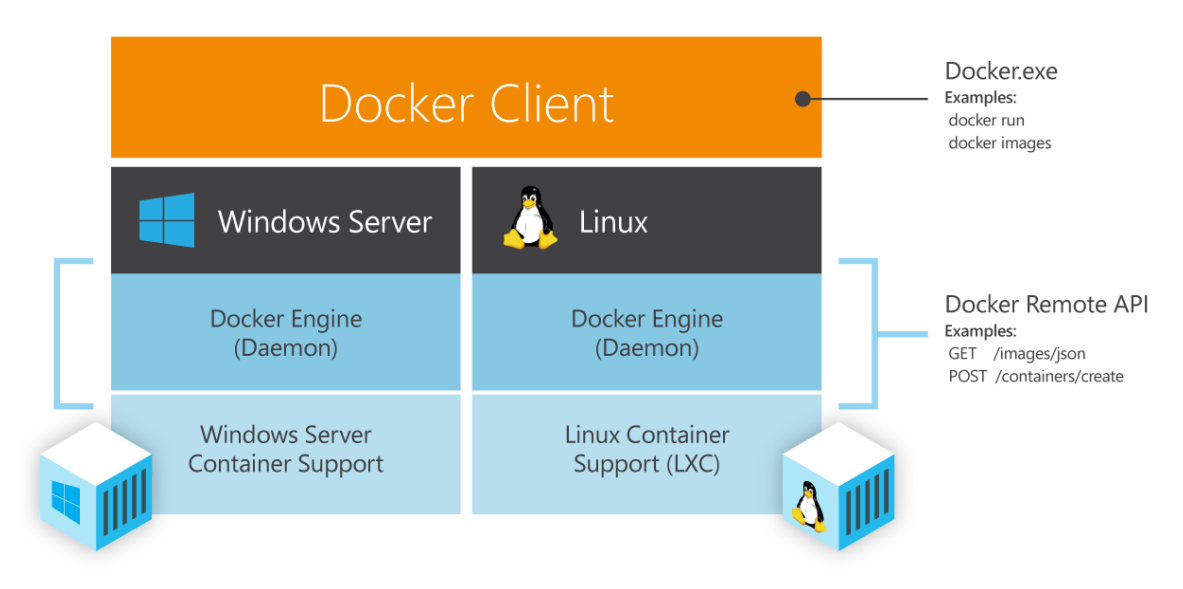 Docker Client
Docker.exe
Examples:
docker run
docker images
Windows Server
Linux
Docker Engine
(Daemon)
Docker Engine
(Daemon)
Docker Remote API
Examples:
GET /images/json
POST /containers/create
Windows Server
Container Support
Linux Container
Support (LXC)